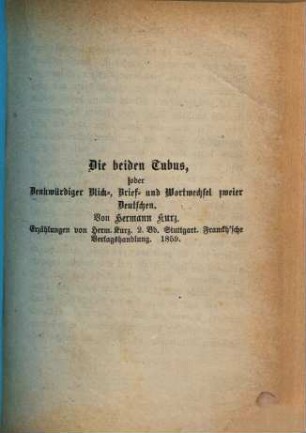 Die beiden Tubus,
oder
Denkwürdiger Blick-, Brief- und Wortwechsel zweier
Deutschen.
Von Hermann Kurz.
Erzählungen von Herm. Kurz. 2. Bd. Stuttgart. Franckh'sche
Verlagshandlung. 1859.